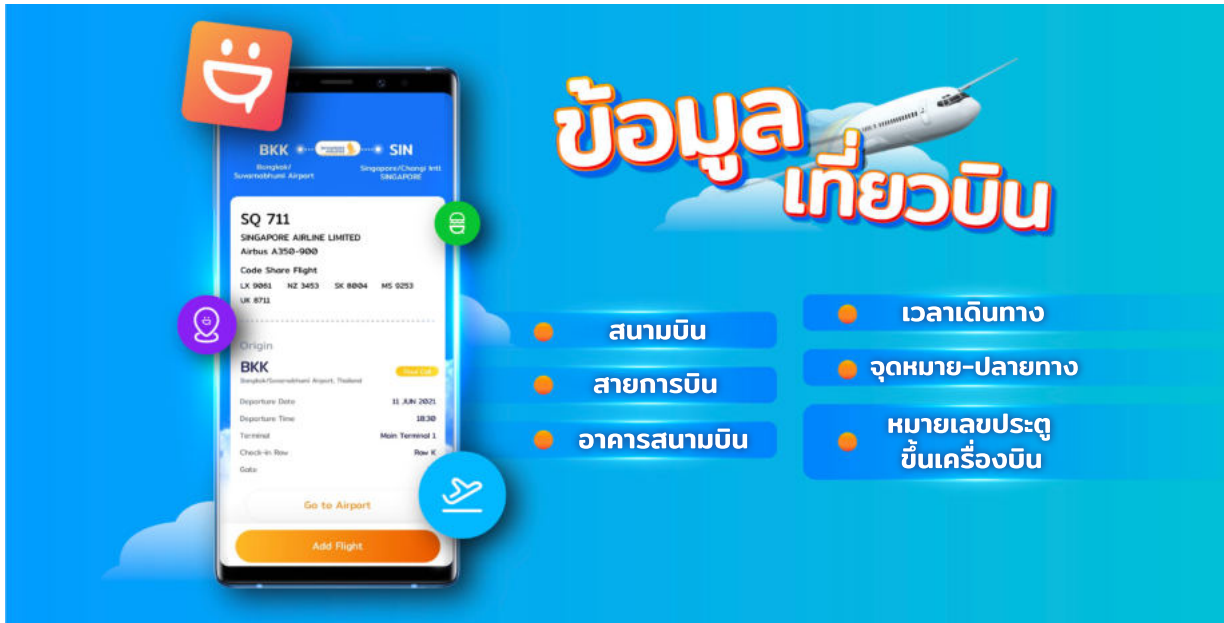 BKK
SIN
Bangkok/
Suvarnabhumi Airport
Singapore/Changi Intl
SINGAPORE
SQ 711
SINGAPORE AIRLINE LIMITED
Airbus A350-900
Code Share Flight
LX 9061 NZ 3453 SK 8004 MS 9253
UK 8711
Origin
BKK
Bangkok/Suvarnabhumi Airport, Thailand
Final Call
Departure Date 11 JUN 2021
Departure Time 18:30
Terminal Main Terminal 1
Check-in Row Row K
Gate
Go to Airport
Add Flight
ข้อมูล
เที่ยวบิน
สนามบิน
สายการบิน
อาคารสนามบิน
เวลาเดินทาง
จุดหมาย-ปลายทาง
หมายเลขประตู
ขึ้นเครื่องบิน